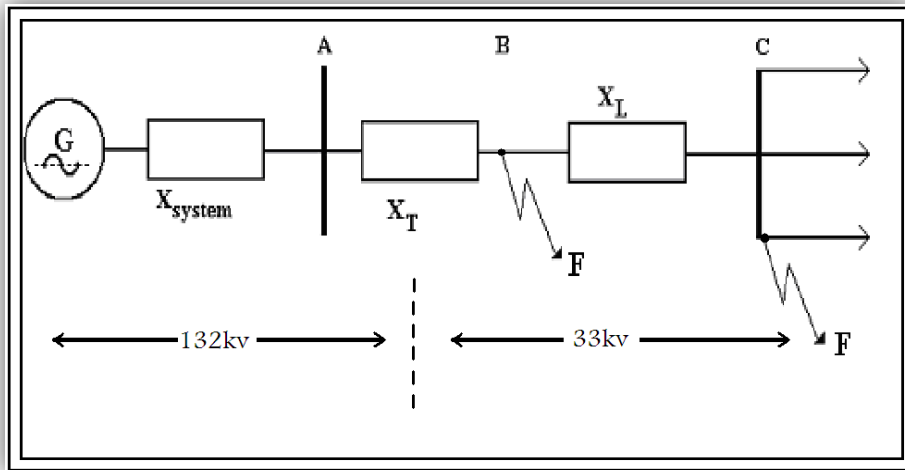 A B C
G
X_L
X_system
X_T
F
F
132kv 33kv